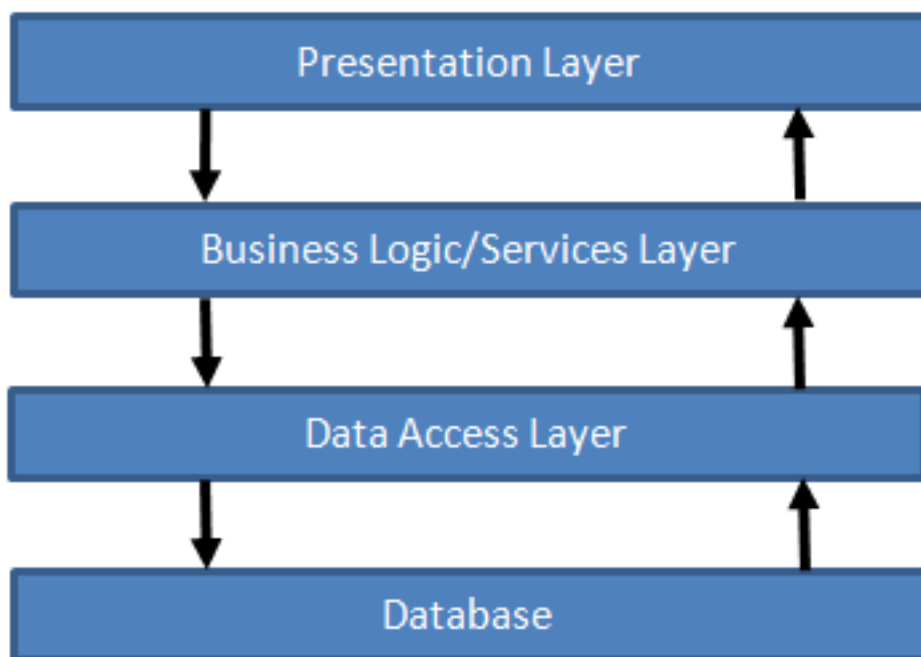 Presentation Layer
Business Logic/Services Layer
Data Access Layer
Database